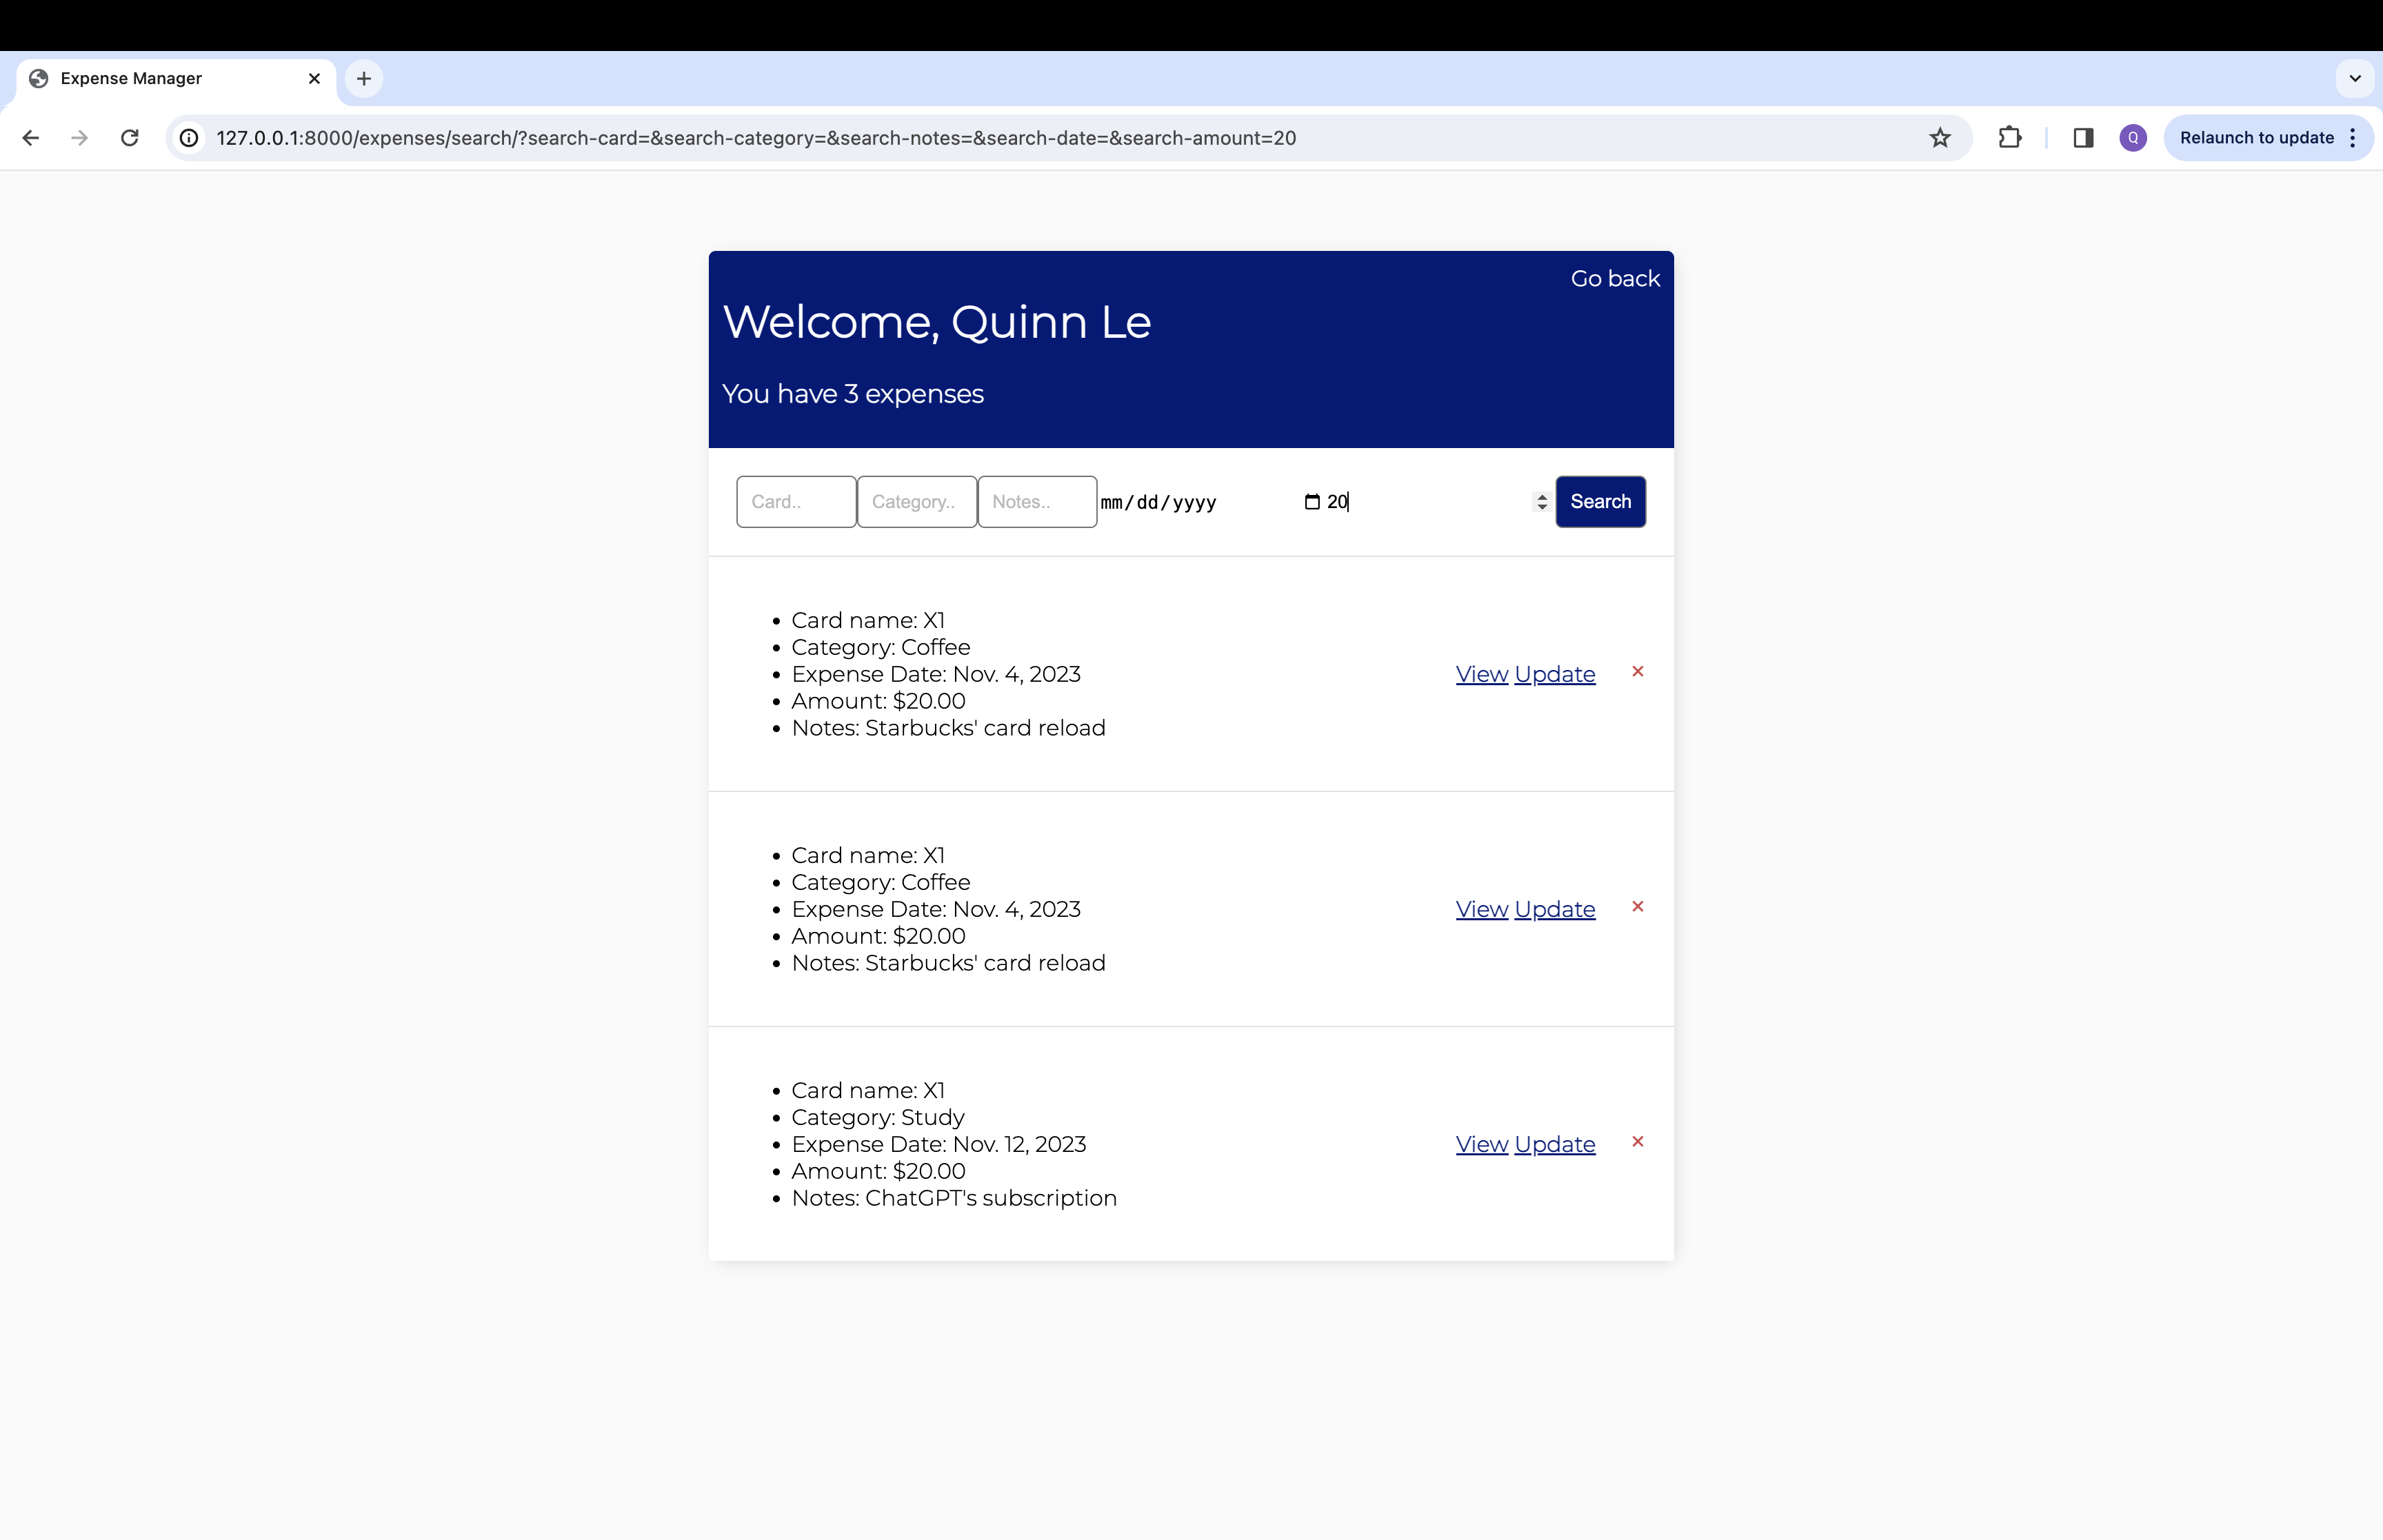 Expense Manager
127.0.0.1:8000/expenses/search/?search-card=&search-category=&search-notes=&search-date=&search-amount=20
Q
Relaunch to update
Go back
Welcome, Quinn Le
You have 3 expenses
Card.. Category.. Notes.. mm/dd/yyyy 20 Search
Card name: X1
Category: Coffee
Expense Date: Nov. 4, 2023
View Update
Amount: $20.00
Notes: Starbucks' card reload
Card name: X1
Category: Coffee
Expense Date: Nov. 4, 2023
View Update
Amount: $20.00
Notes: Starbucks' card reload
Card name: X1
Category: Study
Expense Date: Nov. 12, 2023
View Update
Amount: $20.00
Notes: ChatGPT's subscription